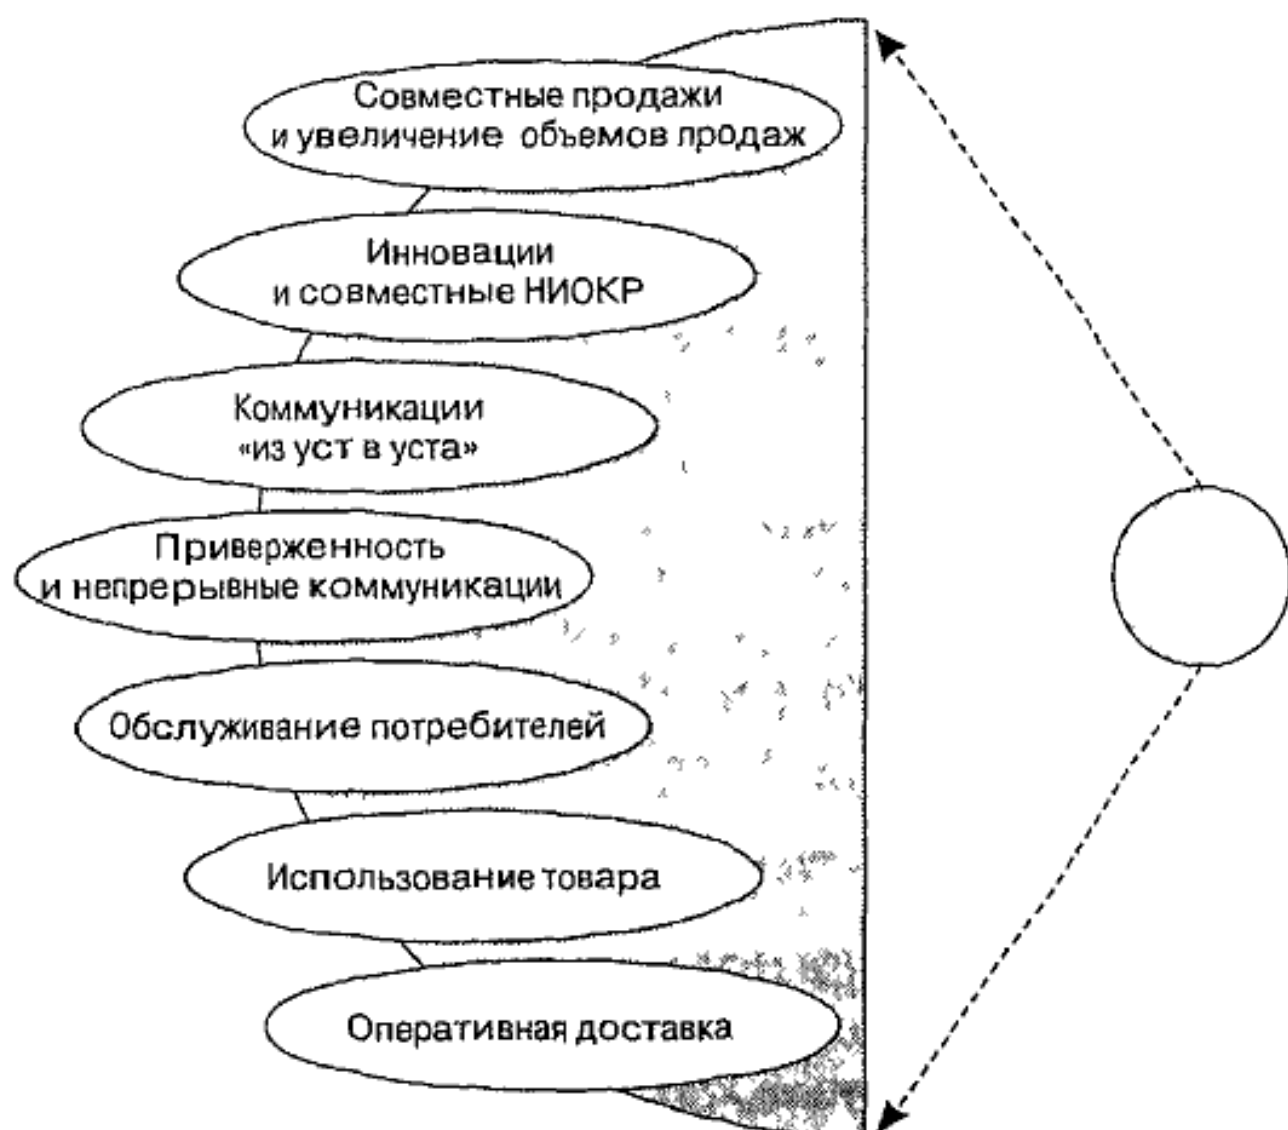 Совместные продажи
и увеличение объемов продаж
Инновации
и совместные НИОКР
Коммуникации
«из уст в уста»
Приверженность
и непрерывные коммуникации
Обслуживание потребителей
Использование товара
Оперативная доставка